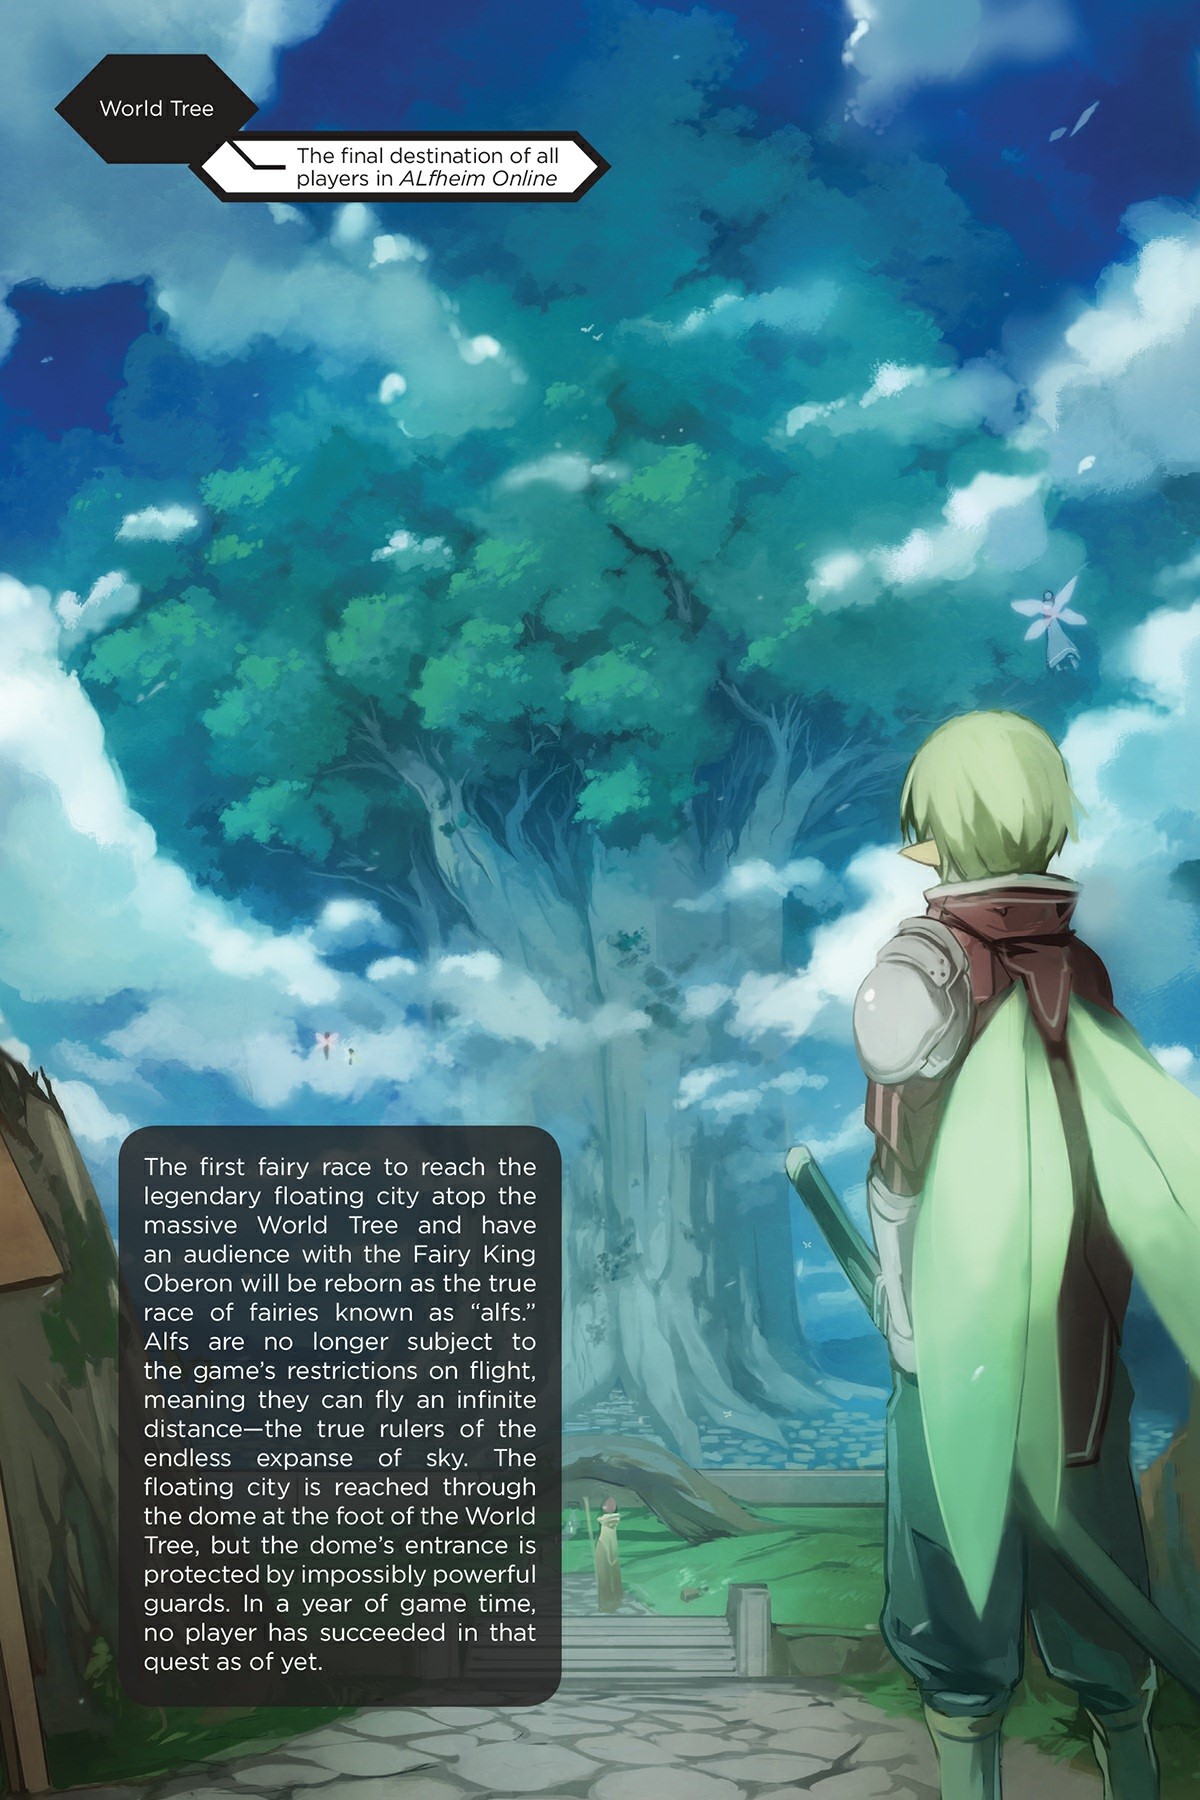 World Tree
The final destination of all
players in ALfheim Online
The first fairy race to reach the
legendary floating city atop the
massive World Tree and have
an audience with the Fairy King
Oberon will be reborn as the true
race of fairies known as “alfs.”
Alfs are no longer subject to
the game’s restrictions on flight,
meaning they can fly an infinite
distance—the true rulers of the
endless expanse of sky. The
floating city is reached through
the dome at the foot of the World
Tree, but the dome’s entrance is
protected by impossibly powerful
guards. In a year of game time,
no player has succeeded in that
quest as of yet.